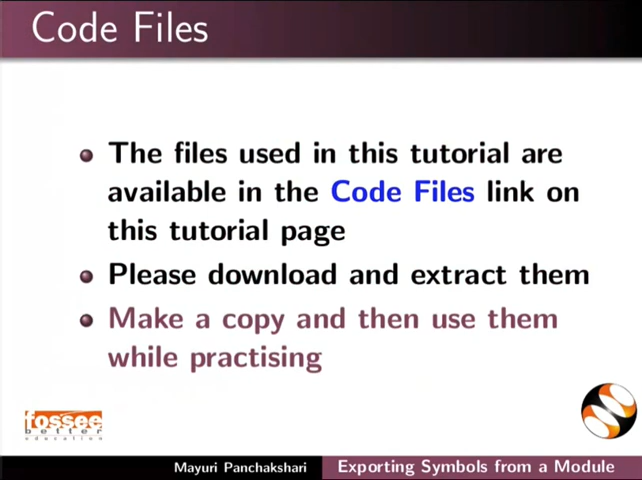 Code Files
The files used in this tutorial are
available in the Code Files link on
this tutorial page
Please download and extract them
Make a copy and then use them
while practising
fossee
better
education
Mayuri Panchakshari
Exporting Symbols from a Module